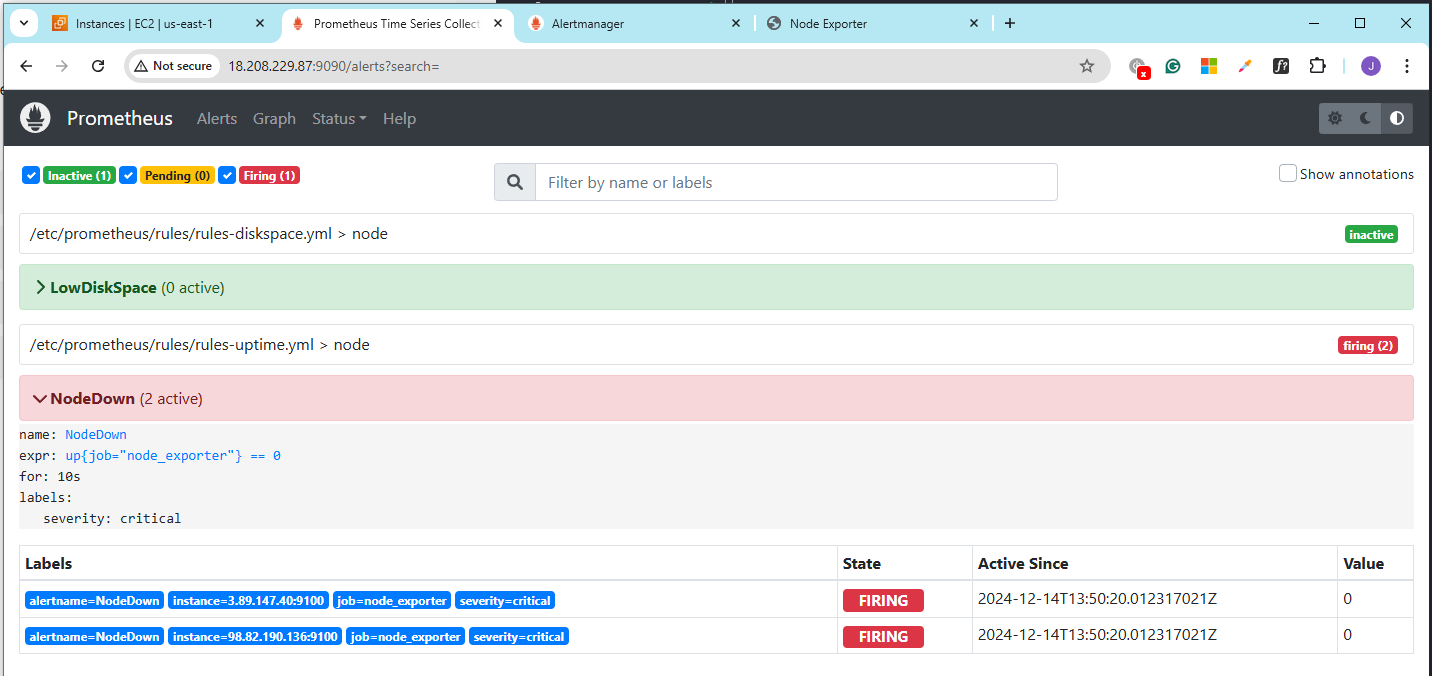 Instances | EC2 | us-east-1 Prometheus Time Series Collect Alertmanager Node Exporter
Not secure 18.208.229.87:9090/alerts?search=
f? J
Prometheus Alerts Graph Status Help
Inactive (1) Pending (0) Firing (1) Filter by name or labels Show annotations
/etc/prometheus/rules/rules-diskspace.yml > node inactive
LowDiskSpace (0 active)
/etc/prometheus/rules/rules-uptime.yml > node firing (2)
NodeDown (2 active)
name: NodeDown
expr: up{job="node_exporter"} == 0
for: 10s
labels:
severity: critical
Labels State Active Since Value
alertname=NodeDown instance=3.89.147.40:9100 job=node_exporter severity=critical FIRING 2024-12-14T13:50:20.012317021Z 0
alertname=NodeDown instance=98.82.190.136:9100 job=node_exporter severity=critical FIRING 2024-12-14T13:50:20.012317021Z 0